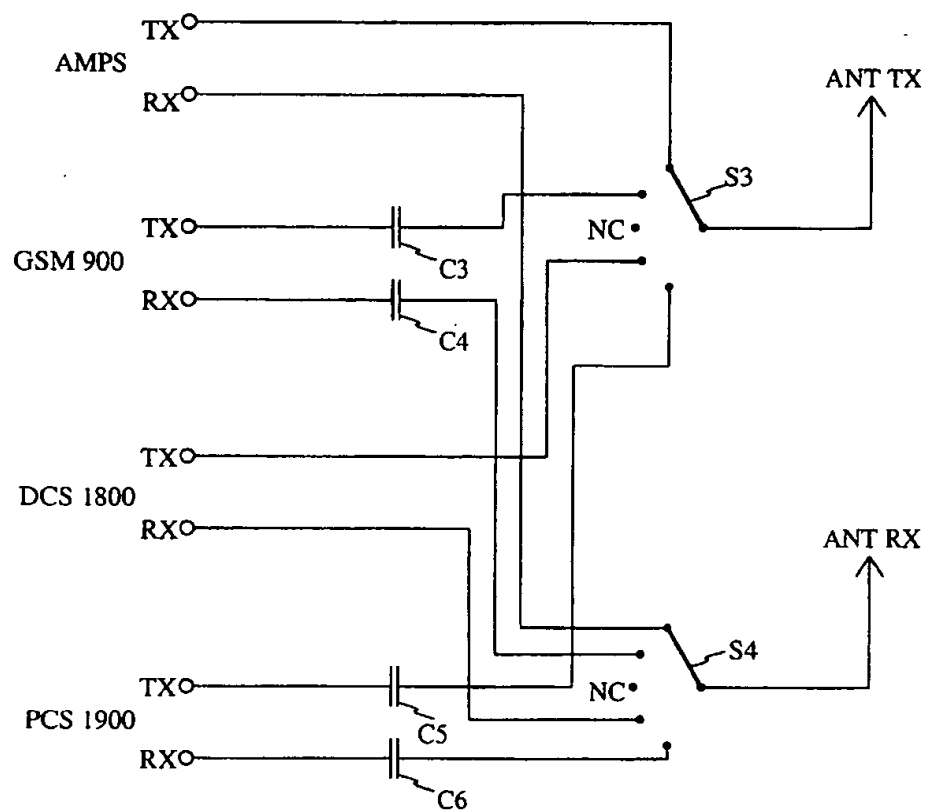 TX
AMPS
RX
ANT TX
S3
TX
GSM 900
C3
NC
RX
C4
TX
DCS 1800
RX
ANT RX
S4
TX
PCS 1900
C5
NC
RX
C6